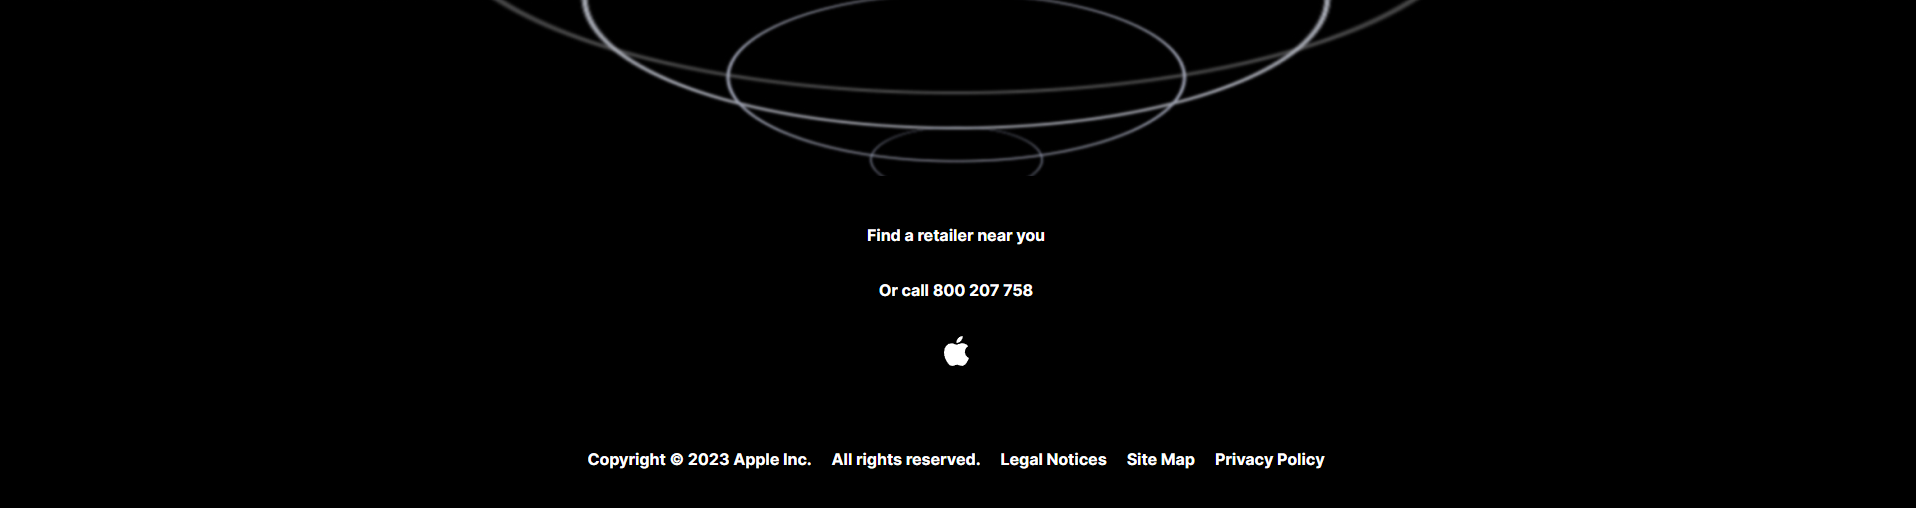 Find a retailer near you
Or call 800 207 758
Copyright © 2023 Apple Inc. All rights reserved. Legal Notices Site Map Privacy Policy